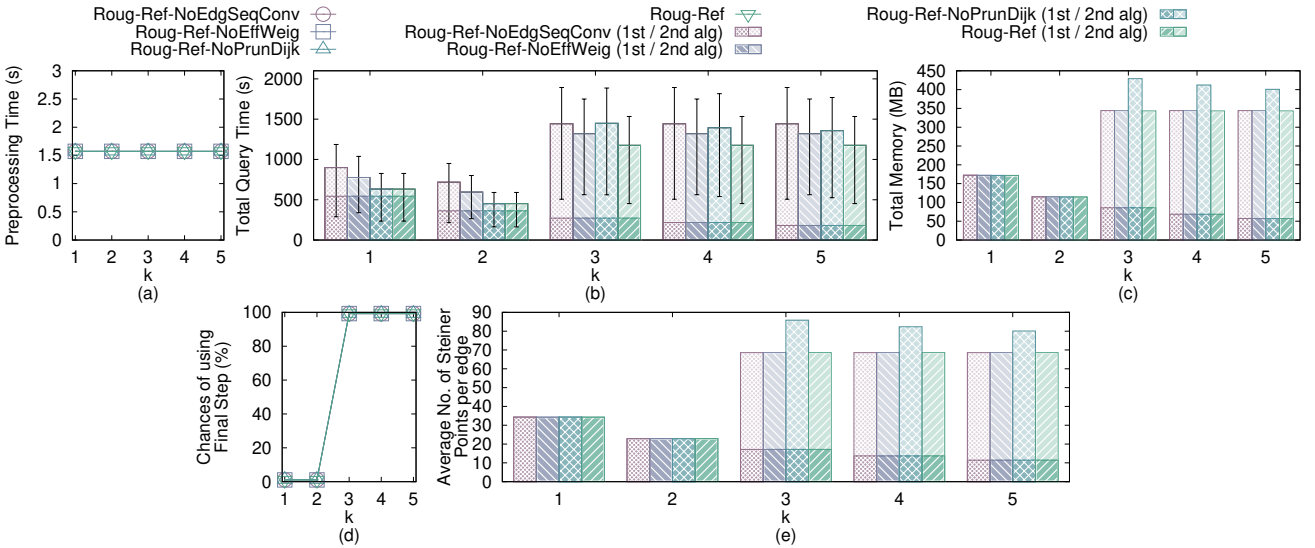 Roug-Ref-NoEdgSeqConv
Roug-Ref-NoEffWeig
Roug-Ref-NoPrunDijk
Roug-Ref
Roug-Ref-NoEdgSeqConv (1st / 2nd alg)
Roug-Ref-NoEffWeig (1st / 2nd alg)
Roug-Ref-NoPrunDijk (1st / 2nd alg)
Roug-Ref (1st / 2nd alg)
Preprocessing Time (s)
3
2.5
2
1.5
1
0.5
0
1 2 3 4 5
k
(a)
Total Query Time (s)
2000
1500
1000
500
0
1 2 3 4 5
k
(b)
Total Memory (MB)
450
400
350
300
250
200
150
100
50
0
1 2 3 4 5
k
(c)
Chances of using
Final Step (%)
100
80
60
40
20
0
1 2 3 4 5
k
(d)
Average No. of Steiner
Points per edge
90
80
70
60
50
40
30
20
10
0
1 2 3 4 5
k
(e)